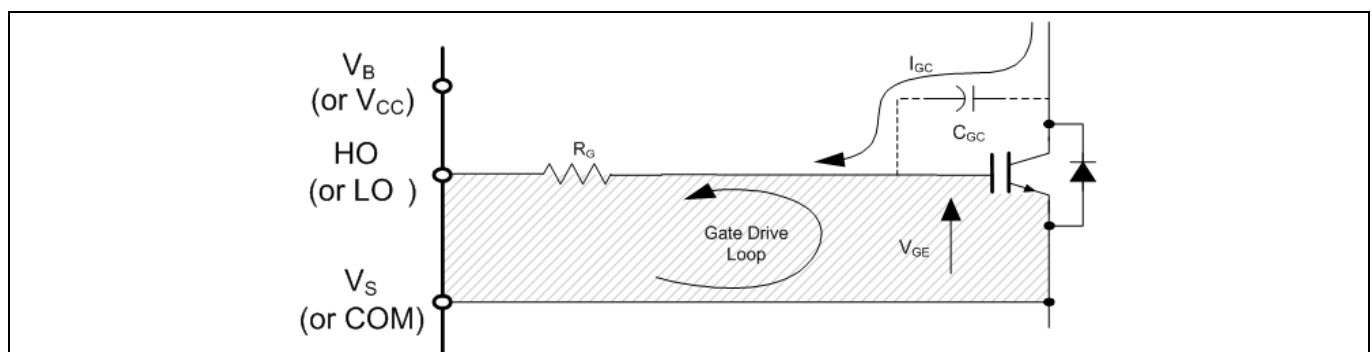 V_B
(or V_CC)
HO
(or LO )
V_S
(or COM)
R_G
I_GC
C_GC
Gate Drive
Loop
V_GE